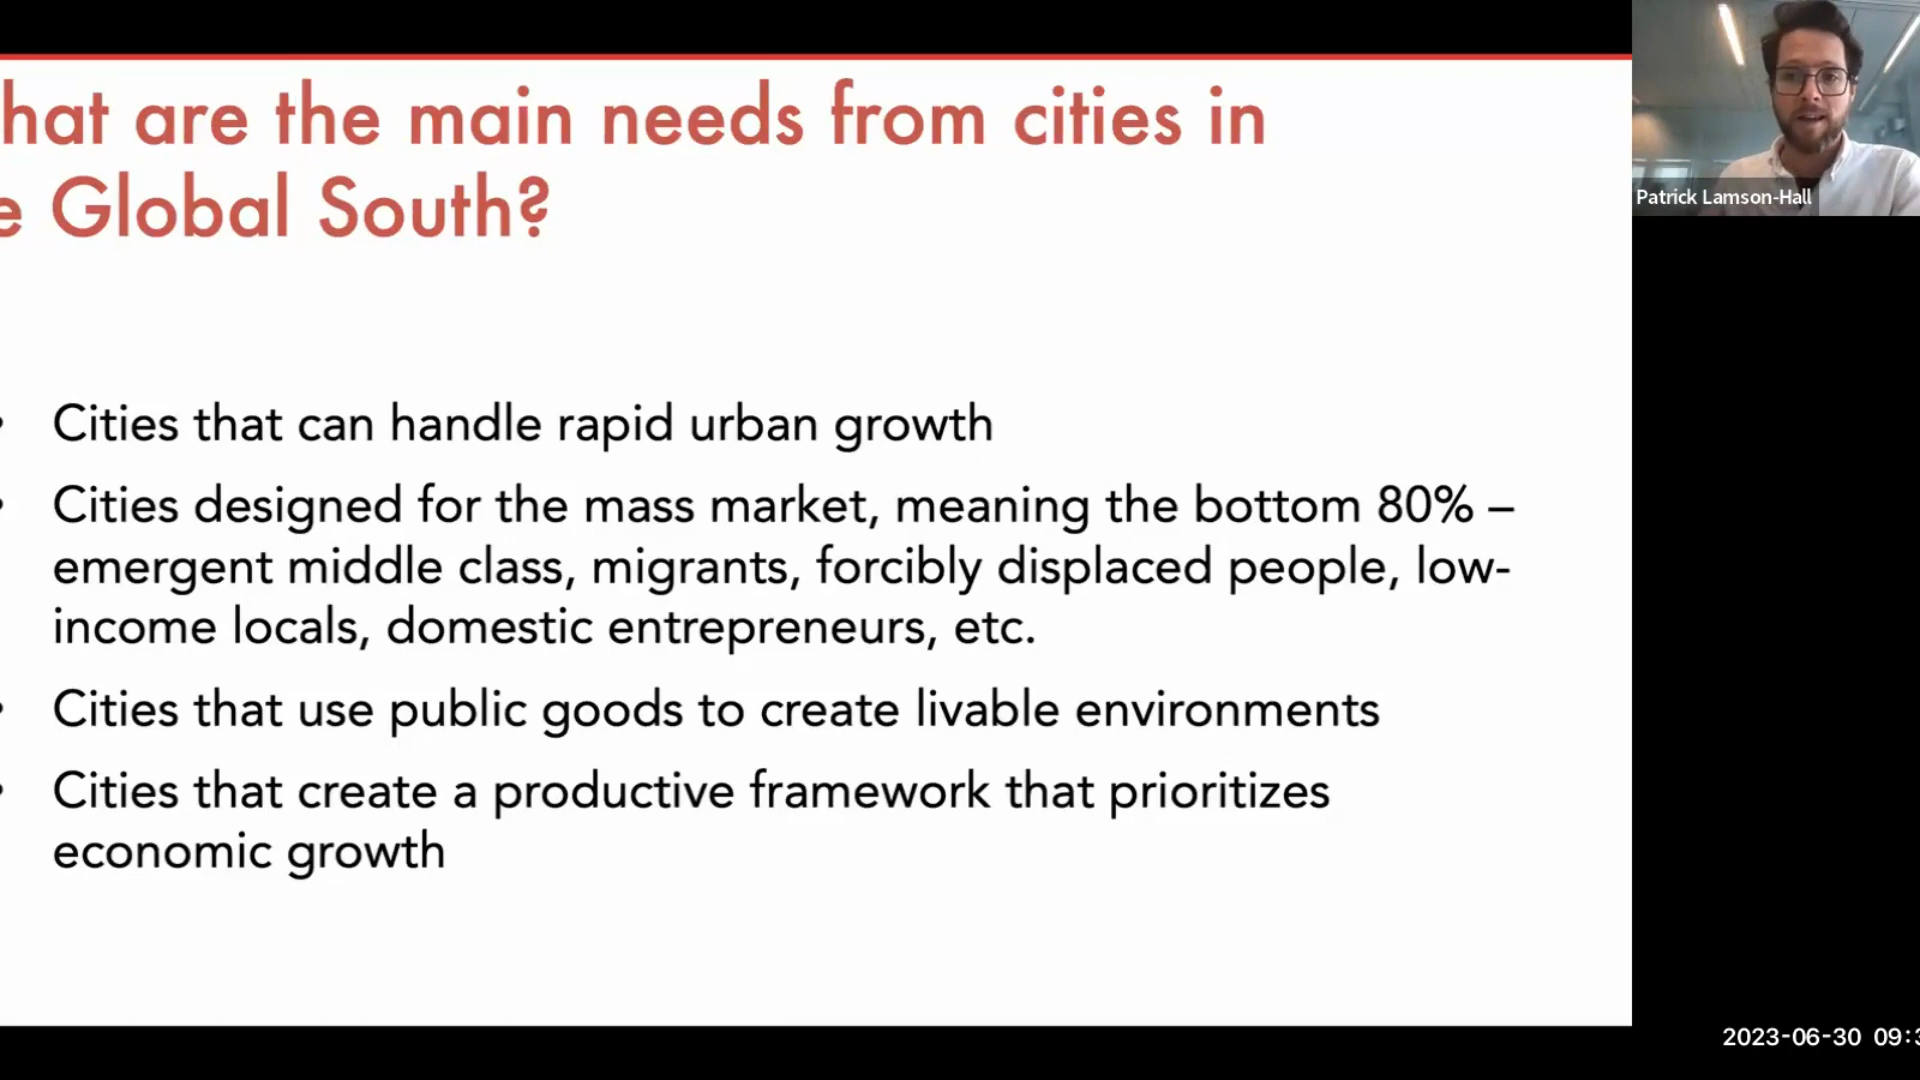 hat are the main needs from cities in
e Global South?
• Cities that can handle rapid urban growth
• Cities designed for the mass market, meaning the bottom 80% –
emergent middle class, migrants, forcibly displaced people, low-
income locals, domestic entrepreneurs, etc.
• Cities that use public goods to create livable environments
• Cities that create a productive framework that prioritizes
economic growth
Patrick Lamson-Hall
2023-06-30 09:3